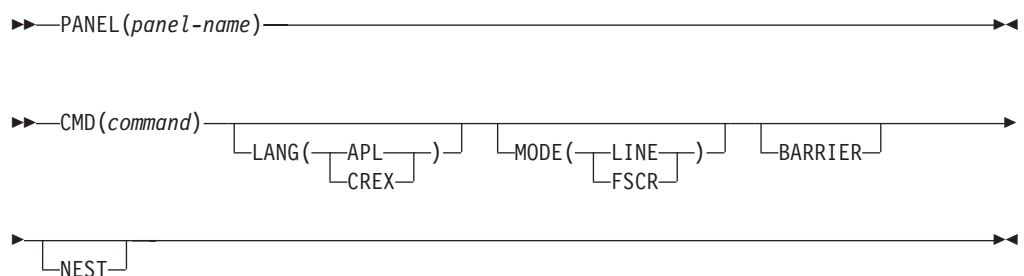 PANEL(panel-name)
CMD(command)
LANG( APL ) MODE( LINE ) BARRIER
CREX FSCR
NEST